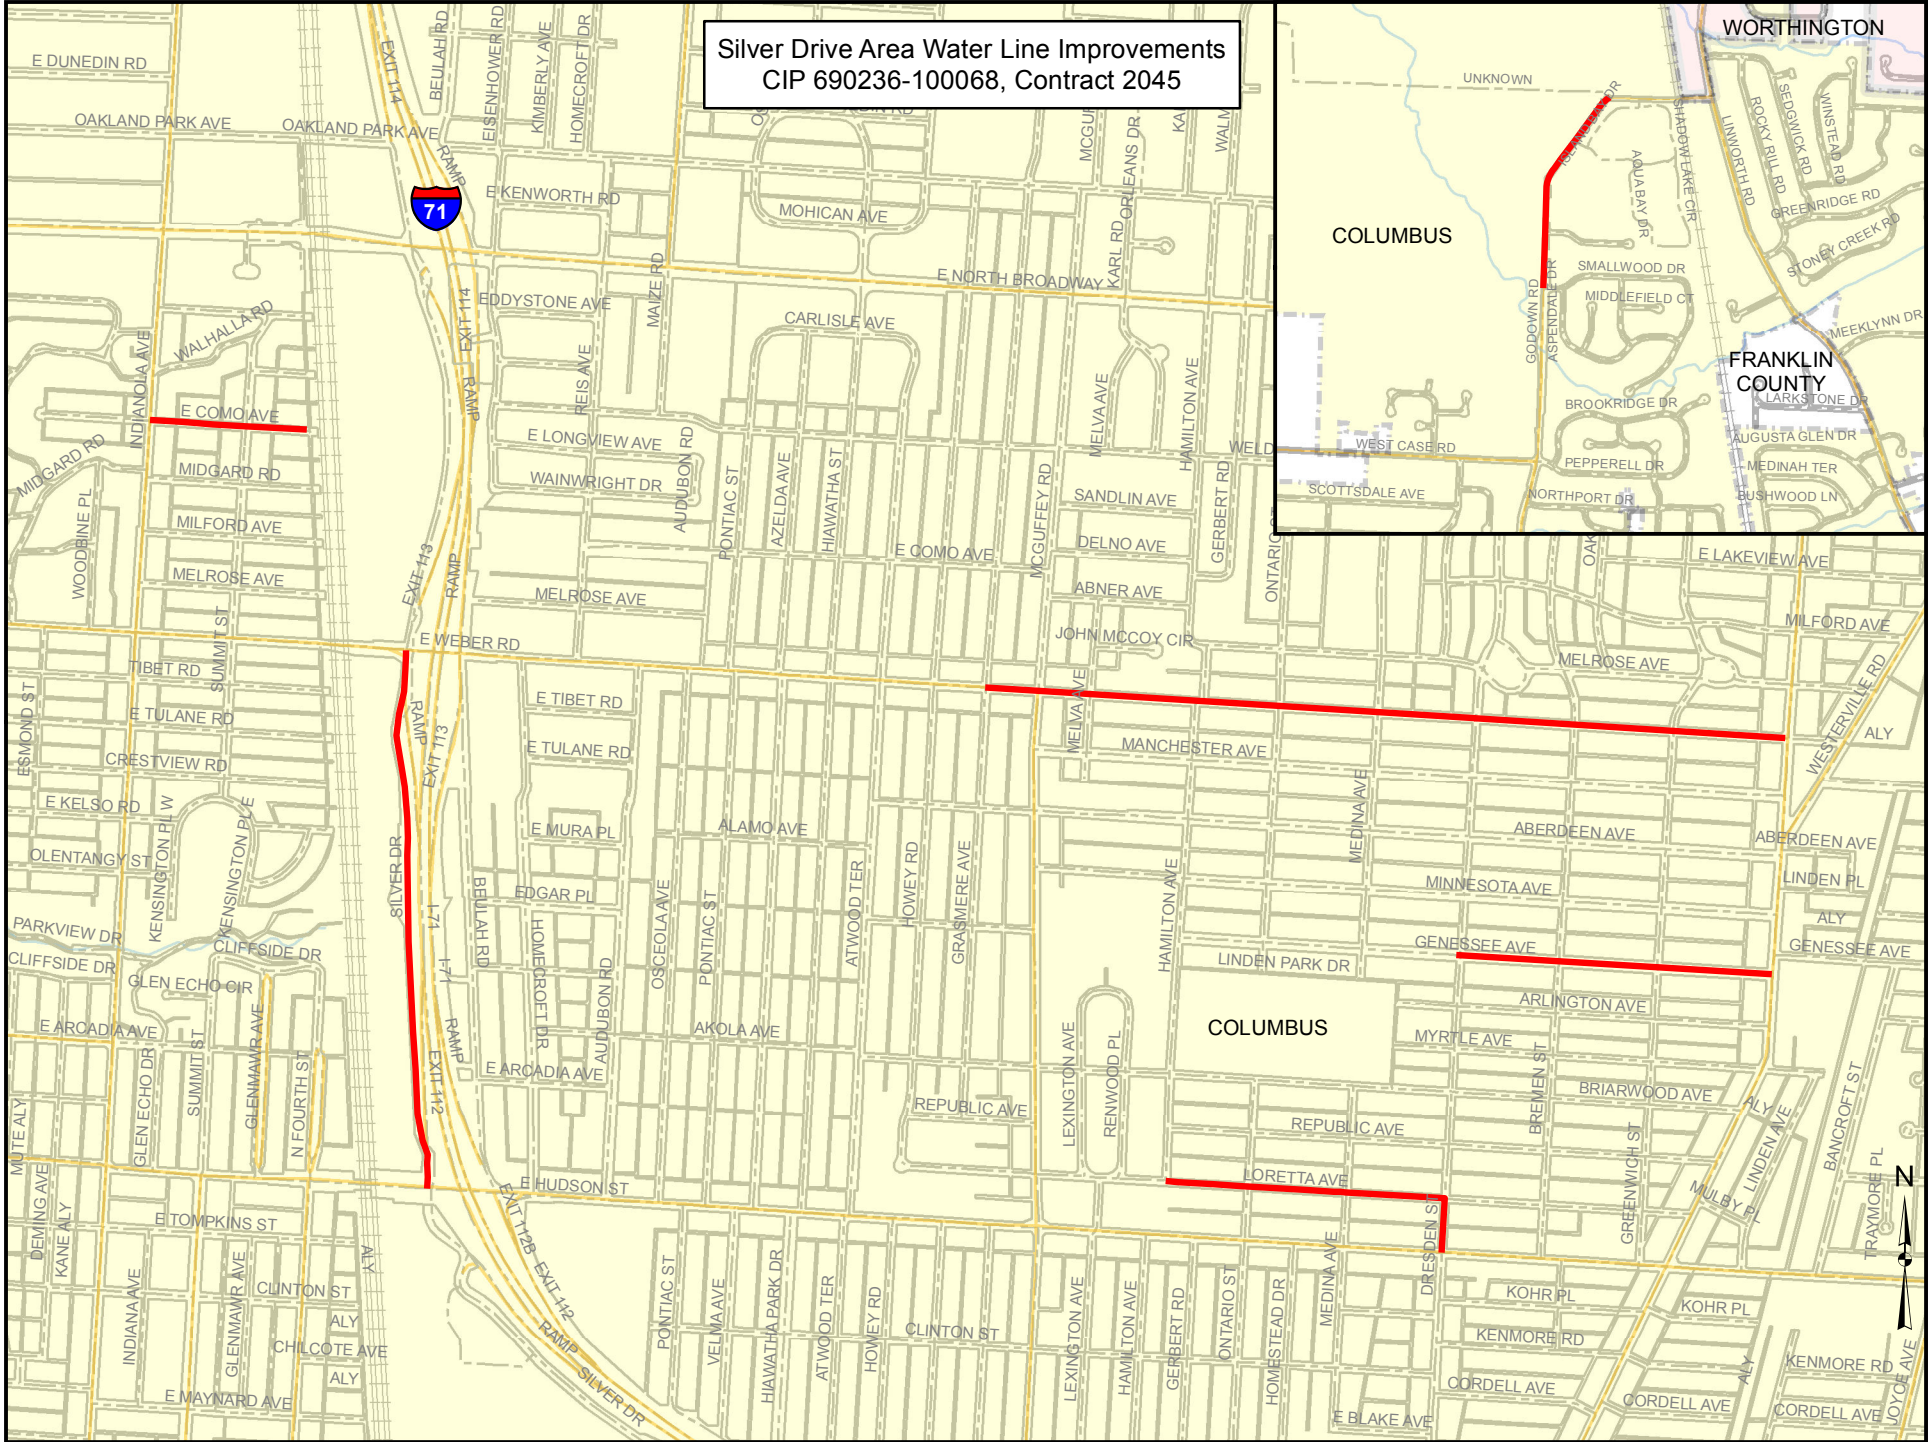 Silver Drive Area Water Line Improvements
CIP 690236-100068, Contract 2045
E DUNEDIN RD
EXIT 114
BEULAH RD
EISENHOWER RD
KIMBERLY AVE
HOMECROFT DR
OAKLAND PARK AVE
OAKLAND PARK AVE
RAMP
71
E KENWORTH RD
MOHICAN AVE
KARL RD
ORLEANS DR
E NORTH BROADWAY
EXIT 114
EDDYSTONE AVE
MAIZE RD
CARLISLE AVE
INDIANOLA AVE
WALHALLA RD
RAMP
REIS AVE
MELVA AVE
HAMILTON AVE
E COMO AVE
MIDGARD RD
MIDGARD RD
E LONGVIEW AVE
AUDUBON RD
WELD
WAINWRIGHT DR
PONTIAC ST
AZELDA AVE
HIAWATHA ST
MCGUFFEY RD
SANDLIN AVE
GERBERT RD
WOODBINE PL
MILFORD AVE
DELNO AVE
E COMO AVE
EXIT 113
RAMP
MELROSE AVE
MELROSE AVE
ABNER AVE
ONTARIO ST
SUMMIT ST
E WEBER RD
JOHN MCCOY CIR
TIBET RD
ESMOND ST
E TULANE RD
CRESTVIEW RD
E KELSO RD
OLENTANGY ST
KENSINGTON PL W
KENSINGTON PL E
PARKVIEW DR
CLIFFSIDE DR
CLIFFSIDE DR
GLEN ECHO CIR
RAMP
EXIT 113
SILVER DR
I-71
I-71
E TIBET RD
E TULANE RD
E MURA PL
EDGAR PL
BEULAH RD
HOMECROFT DR
AUDUBON RD
OSCEOLA AVE
PONTIAC ST
ALAMO AVE
ATWOOD TER
HOWEY RD
GRASMERE AVE
MELVA AVE
MANCHESTER AVE
MEDINA AVE
HAMILTON AVE
E LAKEVIEW AVE
MILFORD AVE
MELROSE AVE
WESTERVILLE RD
ALY
ABERDEEN AVE
ABERDEEN AVE
MINNESOTA AVE
LINDEN PL
ALY
GENESSEE AVE
GENESSEE AVE
LINDEN PARK DR
ARLINGTON AVE
COLUMBUS
MYRTLE AVE
BRIARWOOD AVE
BREMEN ST
ALY
LINDEN AVE
BANCROFT ST
E ARCADIA AVE
SUMMIT ST
GLENMAWR AVE
N FOURTH ST
GLEN ECHO DR
MUTE ALY
RAMP
EXIT 112
E ARCADIA AVE
AKOLA AVE
REPUBLIC AVE
LEXINGTON AVE
RENWOOD PL
REPUBLIC AVE
LORETTA AVE
DRESDEN ST
GREENWICH ST
MULBY PL
TRAYMORE PL
N
E HUDSON ST
DEMING AVE
KANE ALY
E TOMPKINS ST
INDIANA AVE
GLENMAWR AVE
CLINTON ST
ALY
ALY
CHILCOTE AVE
ALY
E MAYNARD AVE
EXIT 112B
EXIT 112
RAMP
SILVER DR
PONTIAC ST
VELMA AVE
HIAWATHA PARK DR
ATWOOD TER
HOWEY RD
CLINTON ST
LEXINGTON AVE
HAMILTON AVE
GERBERT RD
ONTARIO ST
HOMESTEAD DR
MEDINA AVE
E BLAKE AVE
KOHR PL
KOHR PL
KENMORE RD
KENMORE RD
CORDELL AVE
CORDELL AVE
CORDELL AVE
ALY
JOYCE AVE
WORTHINGTON
UNKNOWN
ISLAND BAY DR
SHADOW LAKE CIR
AQUA BAY DR
LINWORTH RD
ROCKY RILL RD
SEDGWICK RD
WINSTEAD RD
GREENRIDGE RD
STONEY CREEK RD
COLUMBUS
SMALLWOOD DR
MIDDLEFIELD CT
GODOWN RD
ASPENDALE DR
MEEKLYNN DR
FRANKLIN
COUNTY
LARKSTONE DR
BROOKRIDGE DR
AUGUSTA GLEN DR
WEST CASE RD
PEPPERELL DR
MEDINAH TER
SCOTTSDALE AVE
NORTHPORT DR
BUSHWOOD LN